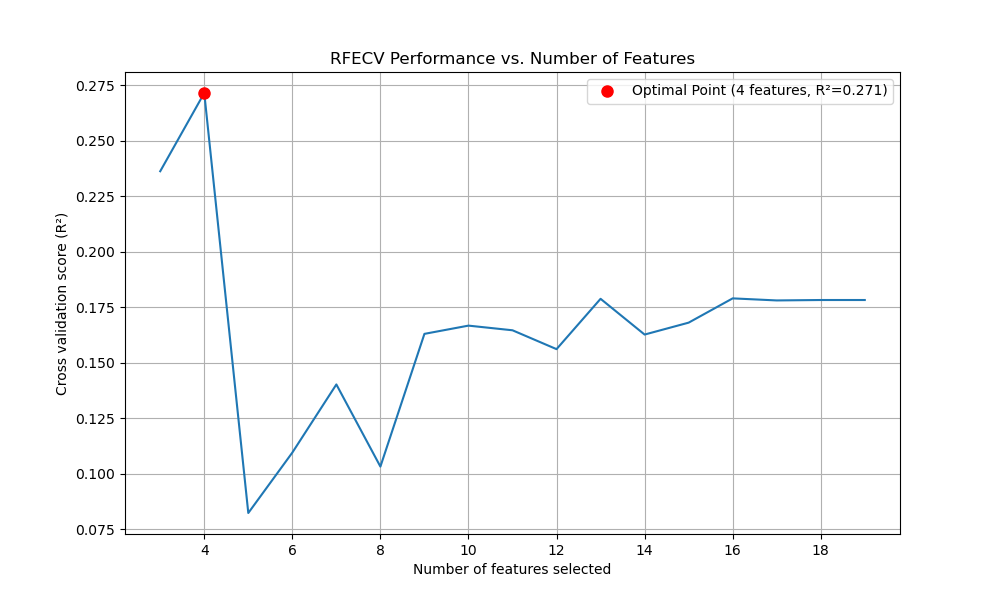 RFECV Performance vs. Number of Features
Optimal Point (4 features, R²=0.271)
Cross validation score (R²)
0.275
0.250
0.225
0.200
0.175
0.150
0.125
0.100
0.075
4 6 8 10 12 14 16 18
Number of features selected